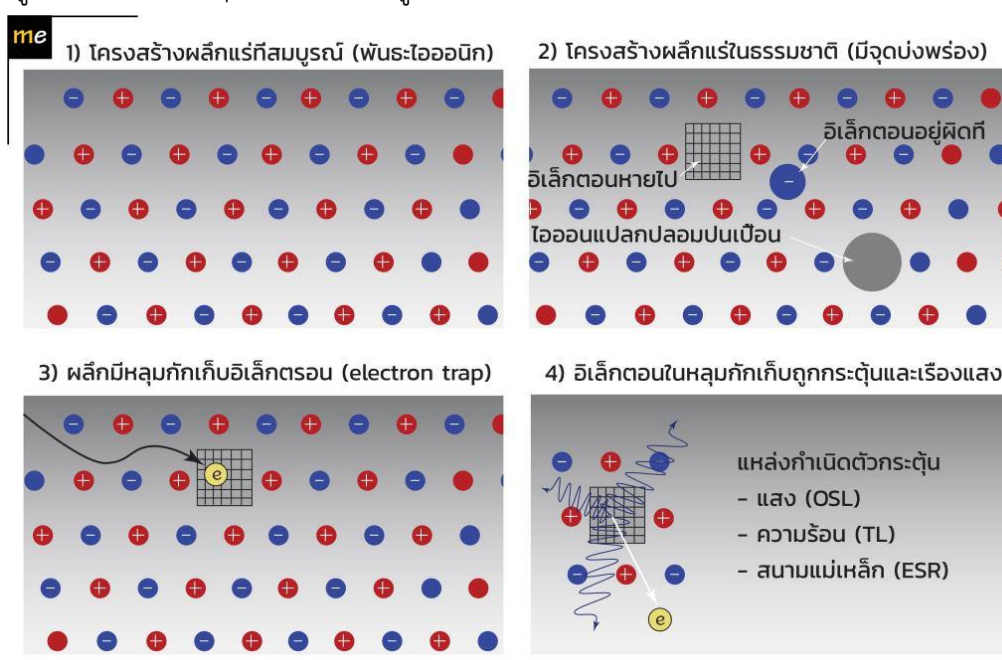 me
1) โครงสร้างผลึกแร่ที่สมบูรณ์ (พันธะไอออนิก)
2) โครงสร้างผลึกแร่ในธรรมชาติ (มีจุดบ่งพร่อง)
อิเล็กตอนอยู่ผิดที่
อิเล็กตอนหายไป
ไอออนแปลกปลอมปนเปือน
3) ผลึกมีหลุมกักเก็บอิเล็กตรอน (electron trap)
e
4) อิเล็กตอนในหลุมกักเก็บถูกกระตุ้นและเรืองแสง
แหล่งกำเนิดตัวกระตุ้น
- แสง (OSL)
- ความร้อน (TL)
- สนามแม่เหล็ก (ESR)
e